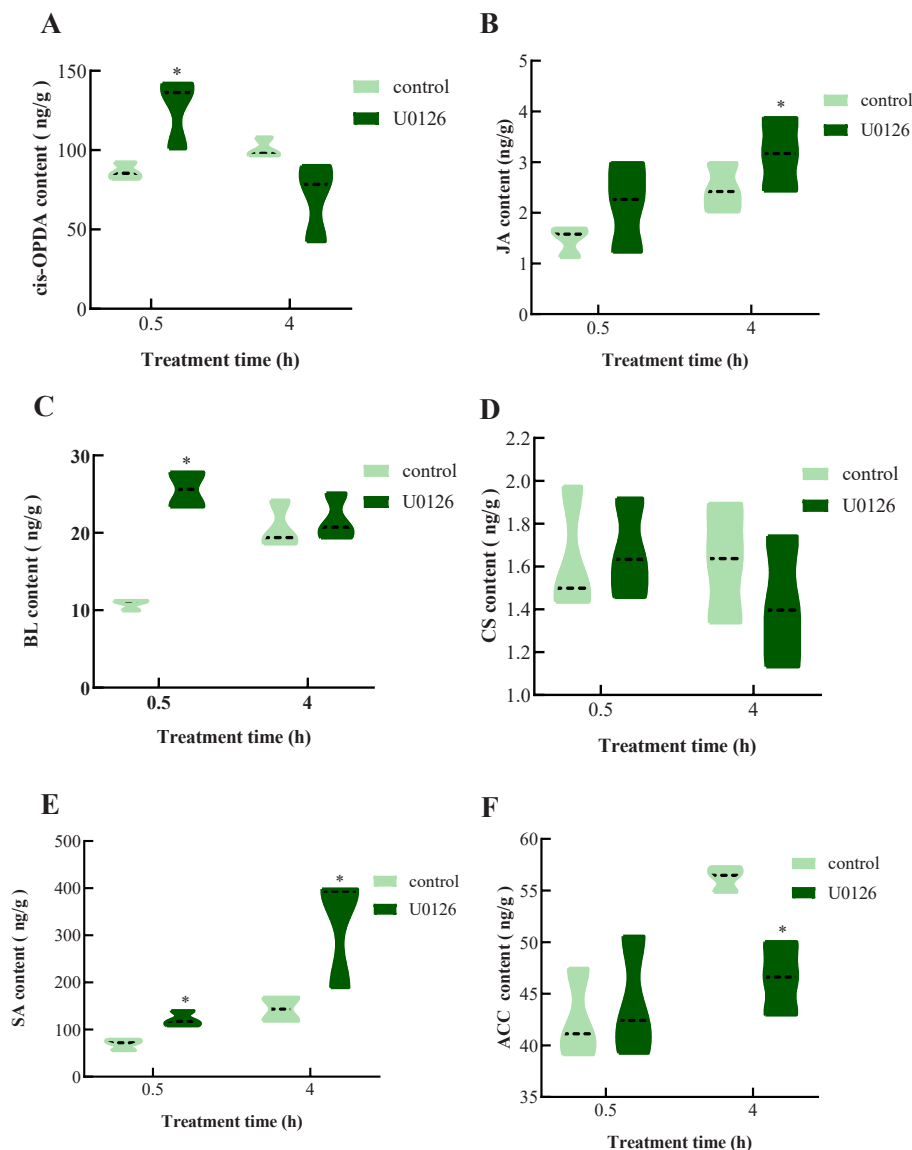 A
cis-OPDA content ( ng/g)
150
100
50
0
*
control
U0126
0.5
4
Treatment time (h)
B
JA content (ng/g)
5
4
3
2
1
0
*
control
U0126
0.5
4
Treatment time (h)
C
BL content ( ng/g)
30
20
10
0
*
control
U0126
0.5
4
Treatment time (h)
D
CS content ( ng/g)
2.2
2.0
1.8
1.6
1.4
1.2
1.0
control
U0126
0.5
4
Treatment time (h)
E
SA content ( ng/g)
500
400
300
200
100
0
*
*
control
U0126
0.5
4
Treatment time (h)
F
ACC content ( ng/g)
60
55
50
45
40
35
*
control
U0126
0.5
4
Treatment time (h)